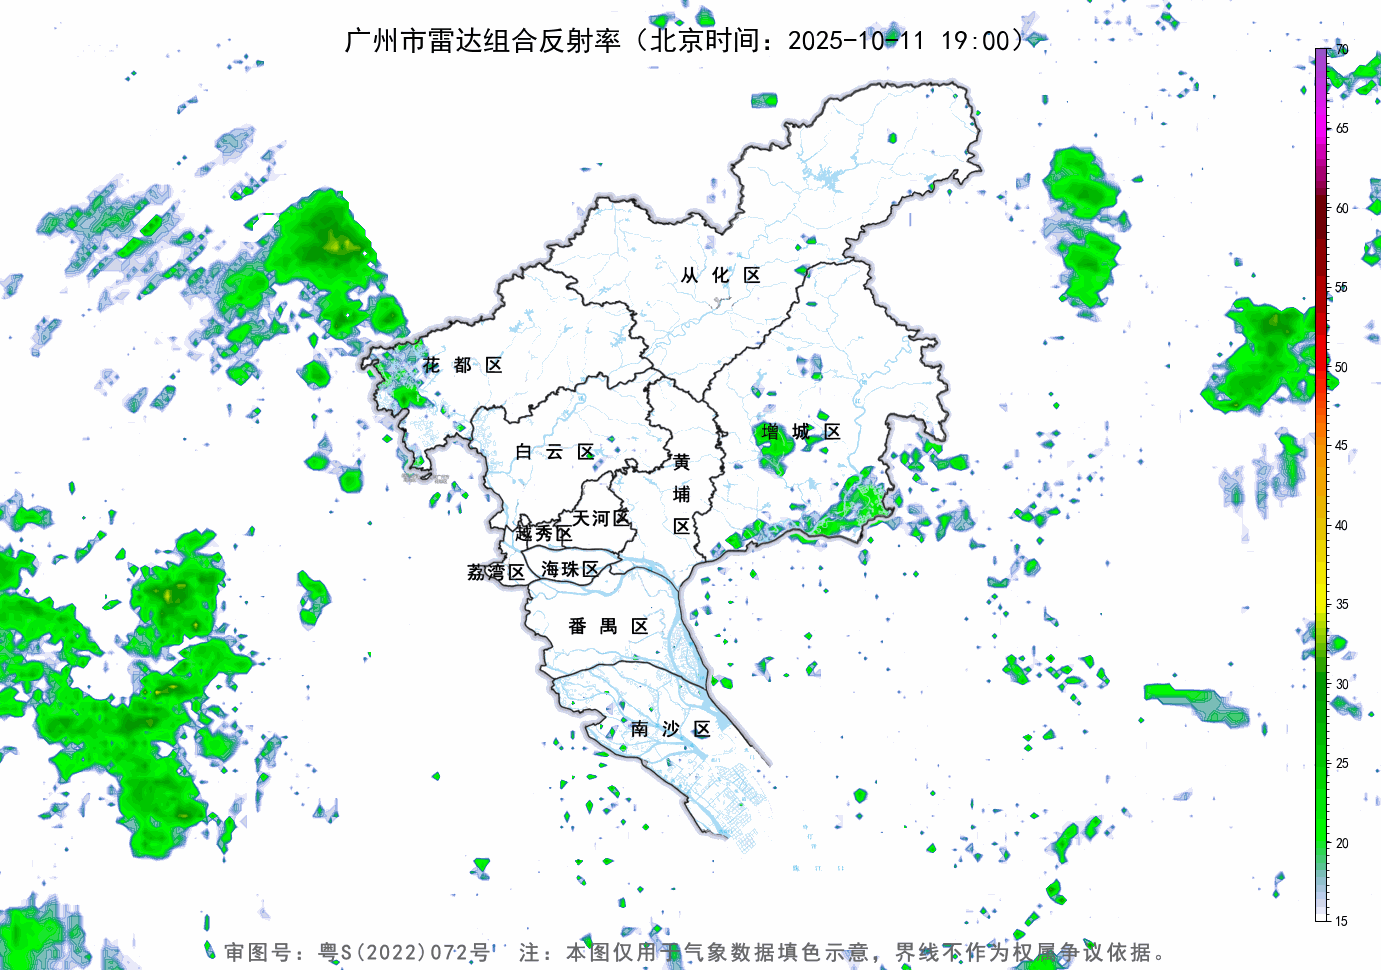 广州市雷达组合反射率（北京时间：2025-10-11 19:00）
70
65
60
55
50
45
40
35
30
25
20
15
从化区
花都区
增城区
白云区
黄埔区
天河区
越秀区
荔湾区
海珠区
番禺区
南沙区
审图号：粤S(2022)072号 注：本图仅用于气象数据填色示意，界线不作为权属争议依据。